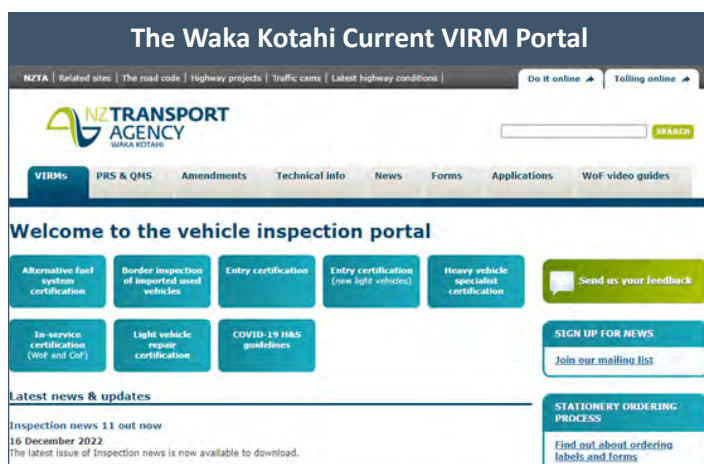 The Waka Kotahi Current VIRM Portal
NZTA | Related sites | The road code | Highway projects | Traffic cams | Latest highway conditions |
Do it online
Tolling online
NZ TRANSPORT
AGENCY
WAKA KOTAHI
SEARCH
VIRMs PRS & QMS Amendments Technical info News Forms Applications WoF video guides
Welcome to the vehicle inspection portal
Alternative fuel
system
certification
Border inspection
of imported used
vehicles
Entry certification
Entry certification
(new light vehicles)
Heavy vehicle
specialist
certification
Send us your feedback
In-service
certification
(WoF and CoF)
Light vehicle
repair
certification
COVID-19 H&S
guidelines
SIGN UP FOR NEWS
Join our mailing list
Latest news & updates
STATIONERY ORDERING
PROCESS
Inspection news 11 out now
16 December 2022
The latest issue of Inspection news is now available to download.
Find out about ordering
labels and forms